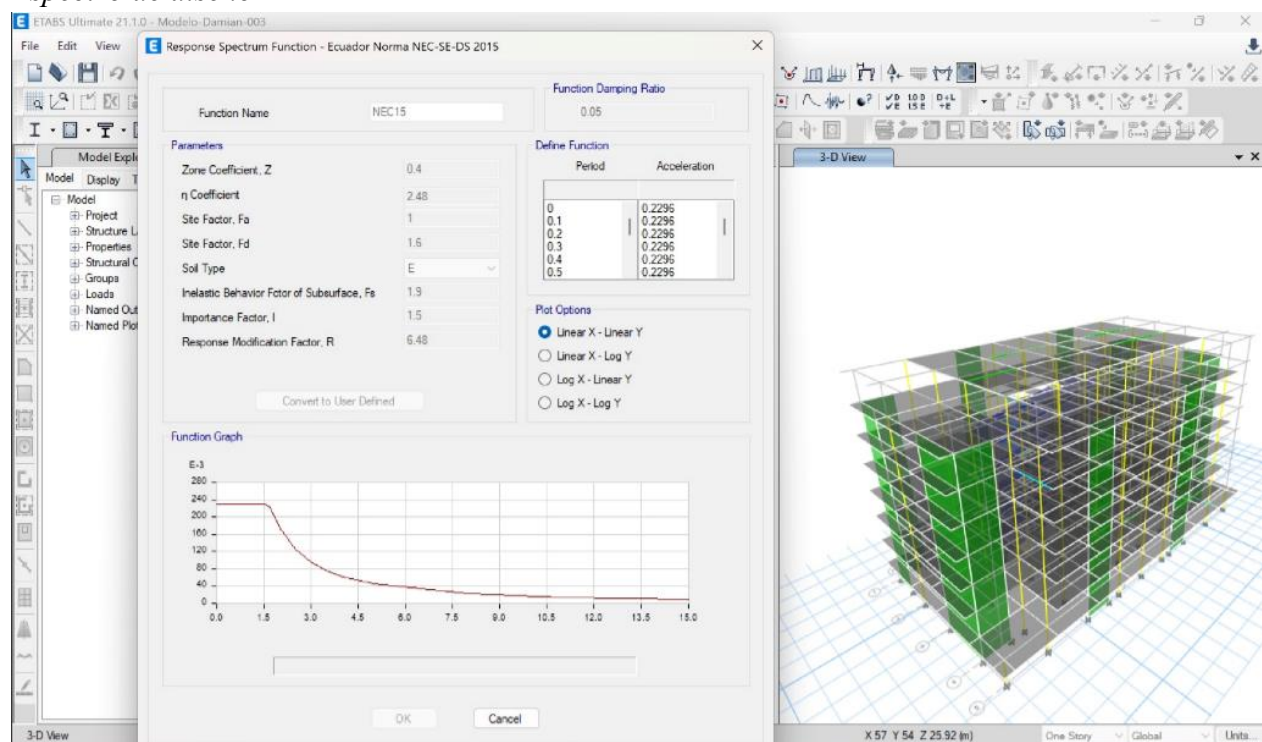 ETABS Ultimate 21.1.0 - Modelo-Damian-003
File Edit View
Response Spectrum Function - Ecuador Norma NEC-SE-DS 2015
Function Name
NEC15
Function Damping Ratio
0.05
Parameters
Zone Coefficient, Z 0.4
η Coefficient 2.48
Site Factor, Fa 1
Site Factor, Fd 1.6
Soil Type E
Inelastic Behavior Fctor of Subsurface, Fs 1.9
Importance Factor, I 1.5
Response Modification Factor, R 6.48
Convert to User Defined
Define Function
Period Acceleration
0 0.2296
0.1 0.2296
0.2 0.2296
0.3 0.2296
0.4 0.2296
0.5 0.2296
Plot Options
Linear X - Linear Y
Linear X - Log Y
Log X - Linear Y
Log X - Log Y
Function Graph
E-3
280
240
200
160
120
80
40
0
0.0 1.5 3.0 4.5 6.0 7.5 9.0 10.5 12.0 13.5 15.0
OK Cancel
Model Expl
Model Display T
Model
Project
Structure L
Properties
Structural C
Groups
Loads
Named Out
Named Plo
3-D View
3-D View
X 57 Y 54 Z 25.92 (m)
One Story Global Units...